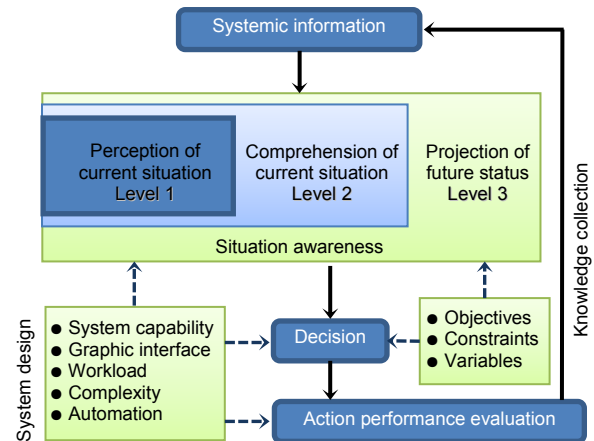 Systemic information
Perception of
current situation
Level 1
Comprehension of
current situation
Level 2
Projection of
future status
Level 3
Situation awareness
Knowledge collection
System design
● System capability
● Graphic interface
● Workload
● Complexity
● Automation
Decision
● Objectives
● Constraints
● Variables
Action performance evaluation